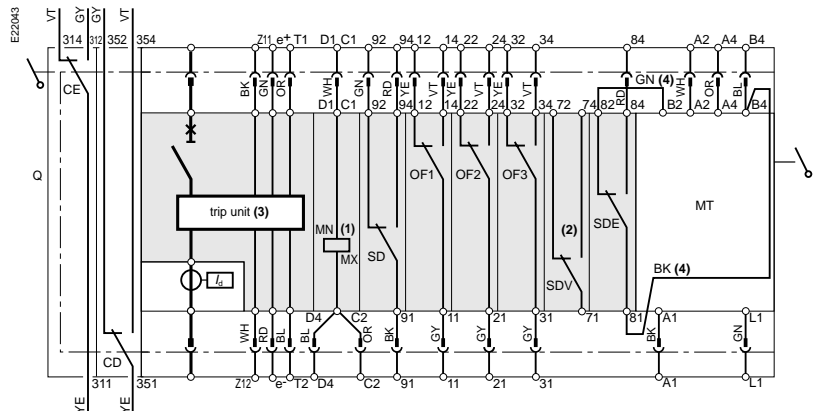 E22043
VT
GY
GY
VT
314
312
352
354
Z11
e+
T1
D1
C1
92
94
12
14
22
24
32
34
84
A2
A4
B4
CE
BK
GN
OR
WH
GN
RD
YE
VT
YE
VT
YE
VT
RD
GN (4)
WH
OR
BL
D1
C1
92
94
12
14
22
24
32
34
72
74
82
84
B2
A2
A4
B4
Q
OF1
OF2
OF3
trip unit (3)
MN
(1)
MX
SD
(2)
SDE
MT
Id
SDV
BK (4)
D4
C2
91
11
21
31
71
81
A1
L1
WH
RD
BL
BL
OR
BK
GY
GY
GY
BK
GN
CD
311
351
Z12
e-
T2
D4
C2
91
11
21
31
A1
L1
YE
YE